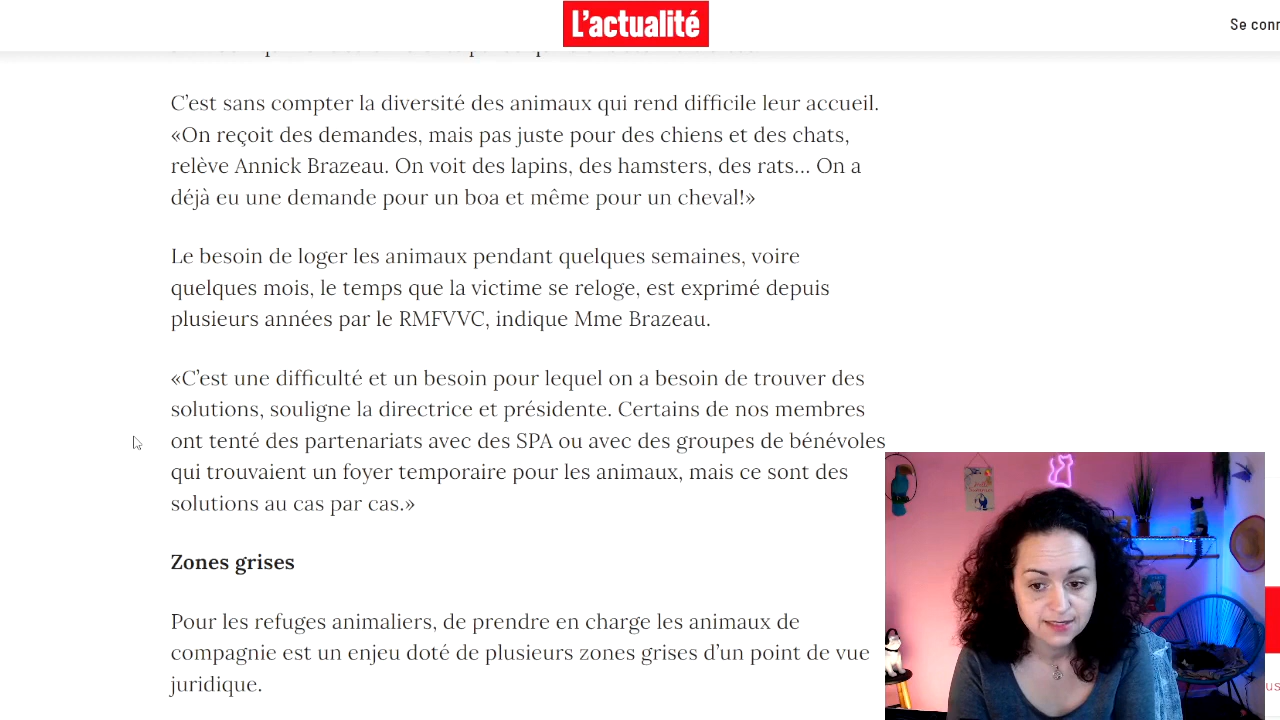 L'actualité
Se conn
C'est sans compter la diversité des animaux qui rend difficile leur accueil.
«On reçoit des demandes, mais pas juste pour des chiens et des chats,
relève Annick Brazeau. On voit des lapins, des hamsters, des rats… On a
déjà eu une demande pour un boa et même pour un cheval!»
Le besoin de loger les animaux pendant quelques semaines, voire
quelques mois, le temps que la victime se reloge, est exprimé depuis
plusieurs années par le RMFVVC, indique Mme Brazeau.
«C'est une difficulté et un besoin pour lequel on a besoin de trouver des
solutions, souligne la directrice et présidente. Certains de nos membres
ont tenté des partenariats avec des SPA ou avec des groupes de bénévoles
qui trouvaient un foyer temporaire pour les animaux, mais ce sont des
solutions au cas par cas.»
Zones grises
Pour les refuges animaliers, de prendre en charge les animaux de
compagnie est un enjeu doté de plusieurs zones grises d'un point de vue
juridique.